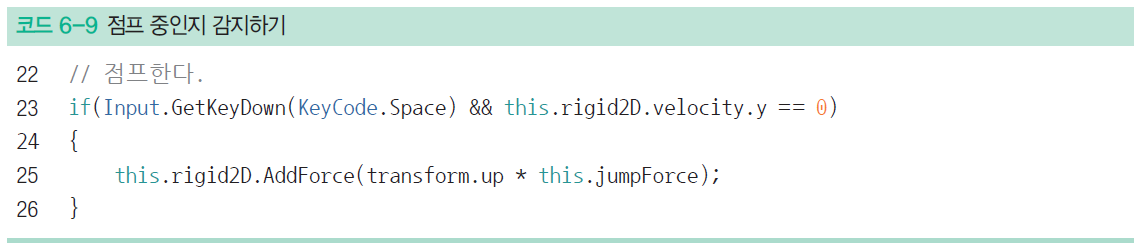 코드 6-9 점프 중인지 감지하기
22 // 점프한다.
23 if(Input.GetKeyDown(KeyCode.Space) && this.rigid2D.velocity.y == 0)
24 {
25 this.rigid2D.AddForce(transform.up * this.jumpForce);
26 }